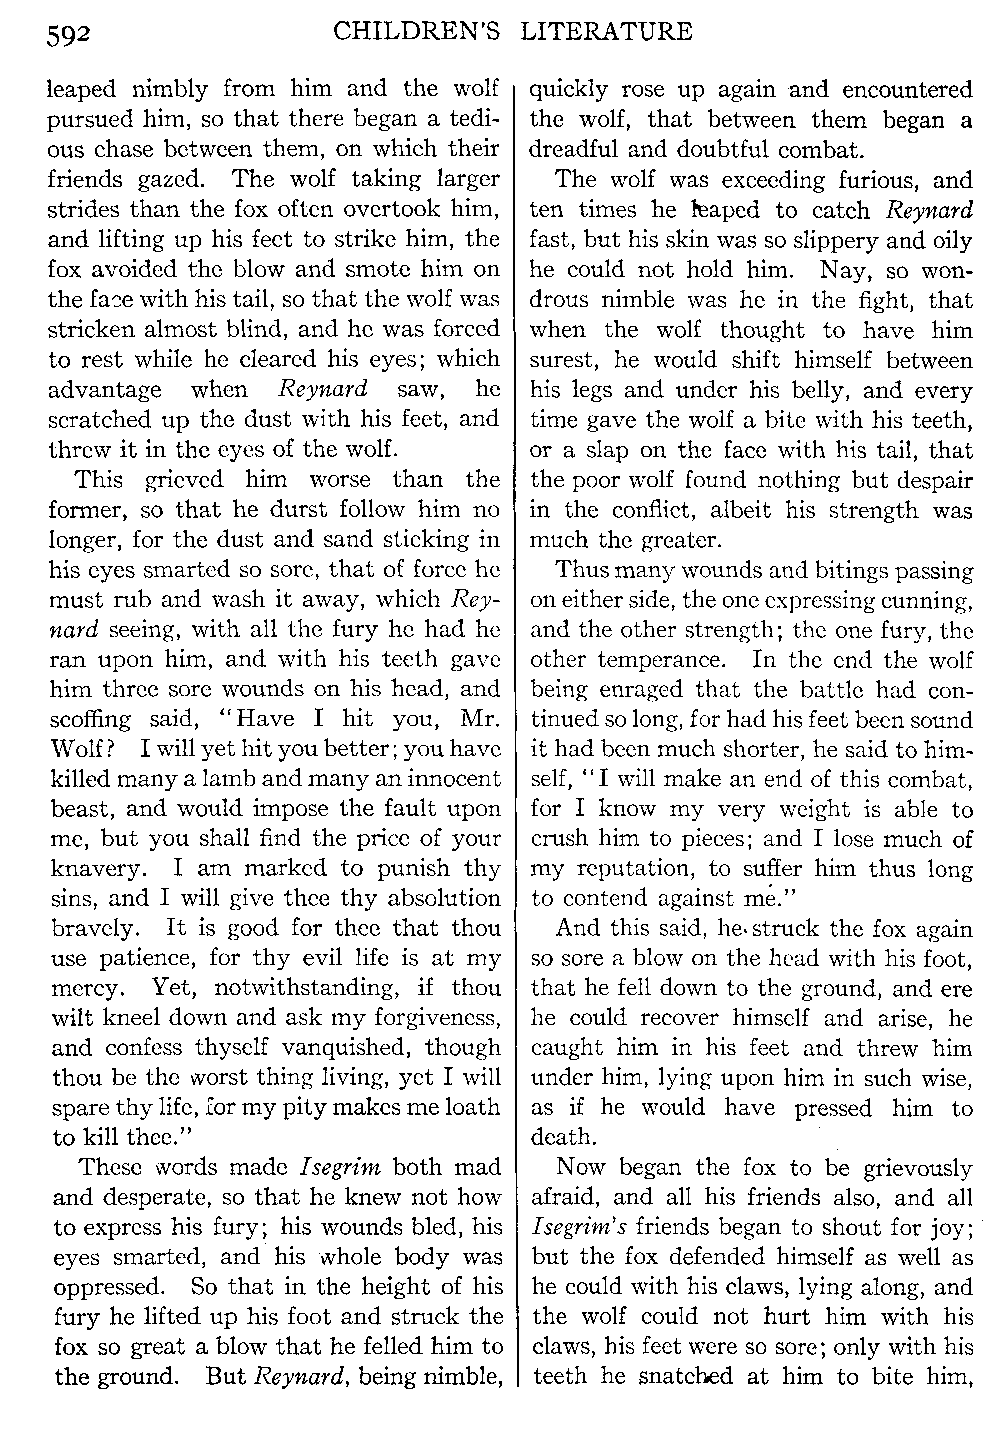 592 CHILDREN'S LITERATURE
leaped nimbly from him and the wolf
pursued him, so that there began a tedi-
ous chase between them, on which their
friends gazed. The wolf taking larger
strides than the fox often overtook him,
and lifting up his feet to strike him, the
fox avoided the blow and smote him on
the face with his tail, so that the wolf was
stricken almost blind, and he was forced
to rest while he cleared his eyes; which
advantage when Reynard saw, he
scratched up the dust with his feet, and
threw it in the eyes of the wolf.
This grieved him worse than the
former, so that he durst follow him no
longer, for the dust and sand sticking in
his eyes smarted so sore, that of force he
must rub and wash it away, which Rey-
nard seeing, with all the fury he had he
ran upon him, and with his teeth gave
him three sore wounds on his head, and
scoffing said, "Have I hit you, Mr.
Wolf? I will yet hit you better; you have
killed many a lamb and many an innocent
beast, and would impose the fault upon
me, but you shall find the price of your
knavery. I am marked to punish thy
sins, and I will give thee thy absolution
bravely. It is good for thee that thou
use patience, for thy evil life is at my
mercy. Yet, notwithstanding, if thou
wilt kneel down and ask my forgiveness,
and confess thyself vanquished, though
thou be the worst thing living, yet I will
spare thy life, for my pity makes me loath
to kill thee."
These words made Isegrim both mad
and desperate, so that he knew not how
to express his fury; his wounds bled, his
eyes smarted, and his whole body was
oppressed. So that in the height of his
fury he lifted up his foot and struck the
fox so great a blow that he felled him to
the ground. But Reynard, being nimble,
quickly rose up again and encountered
the wolf, that between them began a
dreadful and doubtful combat.
The wolf was exceeding furious, and
ten times he leaped to catch Reynard
fast, but his skin was so slippery and oily
he could not hold him. Nay, so won-
drous nimble was he in the fight, that
when the wolf thought to have him
surest, he would shift himself between
his legs and under his belly, and every
time gave the wolf a bite with his teeth,
or a slap on the face with his tail, that
the poor wolf found nothing but despair
in the conflict, albeit his strength was
much the greater.
Thus many wounds and bitings passing
on either side, the one expressing cunning,
and the other strength; the one fury, the
other temperance. In the end the wolf
being enraged that the battle had con-
tinued so long, for had his feet been sound
it had been much shorter, he said to him-
self, "I will make an end of this combat,
for I know my very weight is able to
crush him to pieces; and I lose much of
my reputation, to suffer him thus long
to contend against me."
And this said, he struck the fox again
so sore a blow on the head with his foot,
that he fell down to the ground, and ere
he could recover himself and arise, he
caught him in his feet and threw him
under him, lying upon him in such wise,
as if he would have pressed him to
death.
Now began the fox to be grievously
afraid, and all his friends also, and all
Isegrim's friends began to shout for joy;
but the fox defended himself as well as
he could with his claws, lying along, and
the wolf could not hurt him with his
claws, his feet were so sore; only with his
teeth he snatched at him to bite him,